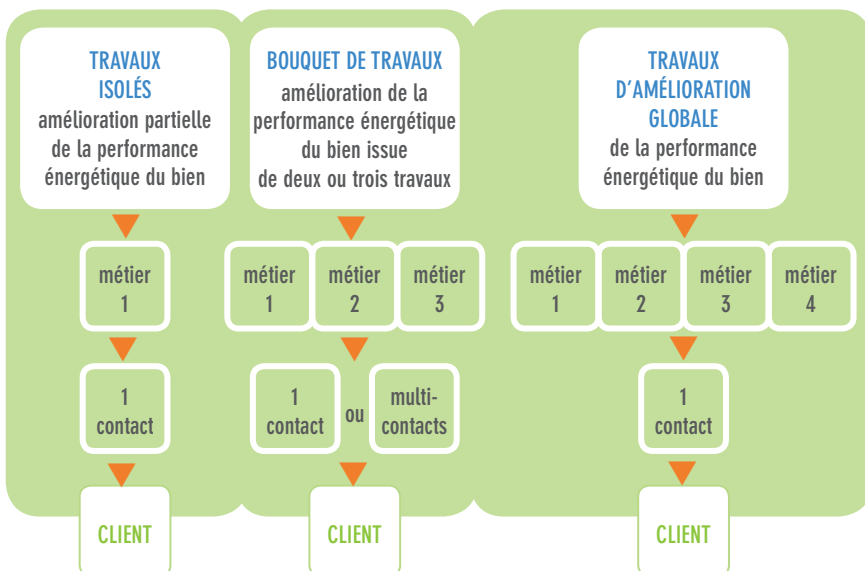 TRAVAUX
ISOLÉS
amélioration partielle
de la performance
énergétique du bien
métier
1
1
contact
CLIENT
BOUQUET DE TRAVAUX
amélioration de la
performance énergétique
du bien issue
de deux ou trois travaux
métier
1
métier
2
métier
3
1
contact
ou
multi-
contacts
CLIENT
TRAVAUX
D'AMÉLIORATION
GLOBALE
de la performance
énergétique du bien
métier
1
métier
2
métier
3
métier
4
1
contact
CLIENT